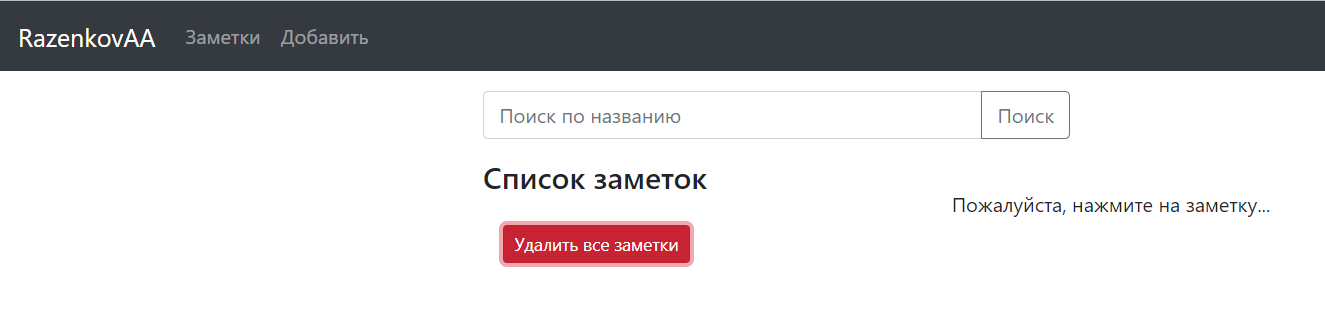 RazenkovAA Заметки Добавить
Поиск по названию Поиск
Список заметок
Пожалуйста, нажмите на заметку...
Удалить все заметки